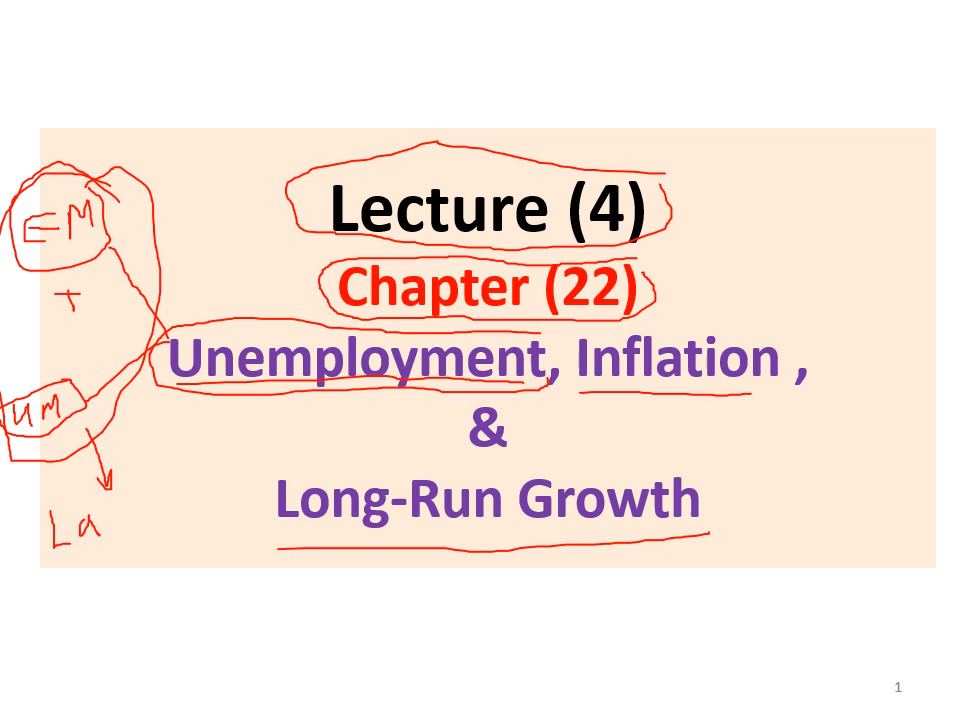 Lecture (4)
Chapter (22)
Unemployment, Inflation ,
&
Long-Run Growth
EM
+
um
La
1